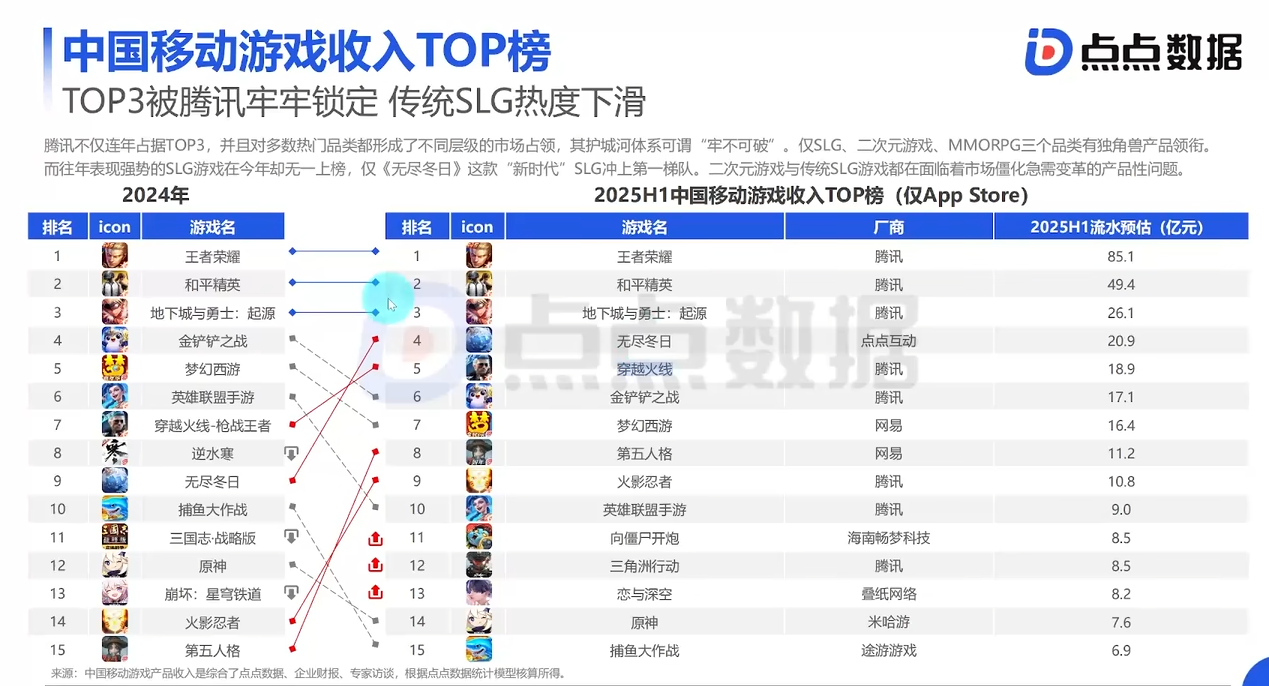 中国移动游戏收入TOP榜
点点数据
TOP3被腾讯牢牢锁定 传统SLG热度下滑
腾讯不仅连年占据TOP3，并且对多数热门品类都形成了不同层级的市场占领，其护城河体系可谓“牢不可破”。仅SLG、二次元游戏、MMORPG三个品类有独角兽产品领衔。
而往年表现强势的SLG游戏在今年却无一上榜，仅《无尽冬日》这款“新时代”SLG冲上第一梯队。二次元游戏与传统SLG游戏都在面临着市场僵化急需变革的产品性问题。
2024年
2025H1中国移动游戏收入TOP榜（仅App Store）
排名 icon 游戏名 排名 icon 游戏名 厂商 2025H1流水预估（亿元）
1 王者荣耀 1 王者荣耀 腾讯 85.1
2 和平精英 2 和平精英 腾讯 49.4
3 地下城与勇士：起源 3 地下城与勇士：起源 腾讯 26.1
4 金铲铲之战 4 无尽冬日 点点互动 20.9
5 梦幻西游 5 穿越火线 腾讯 18.9
6 英雄联盟手游 6 金铲铲之战 腾讯 17.1
7 穿越火线-枪战王者 7 梦幻西游 网易 16.4
8 逆水寒 8 第五人格 网易 11.2
9 无尽冬日 9 火影忍者 腾讯 10.8
10 捕鱼大作战 10 英雄联盟手游 腾讯 9.0
11 三国志·战略版 11 向僵尸开炮 海南畅梦科技 8.5
12 原神 12 三角洲行动 腾讯 8.5
13 崩坏：星穹铁道 13 恋与深空 叠纸网络 8.2
14 火影忍者 14 原神 米哈游 7.6
15 第五人格 15 捕鱼大作战 途游游戏 6.9
点点数据
来源：中国移动游戏产品收入是综合了点点数据、企业财报、专家访谈，根据点点数据统计模型核算所得。